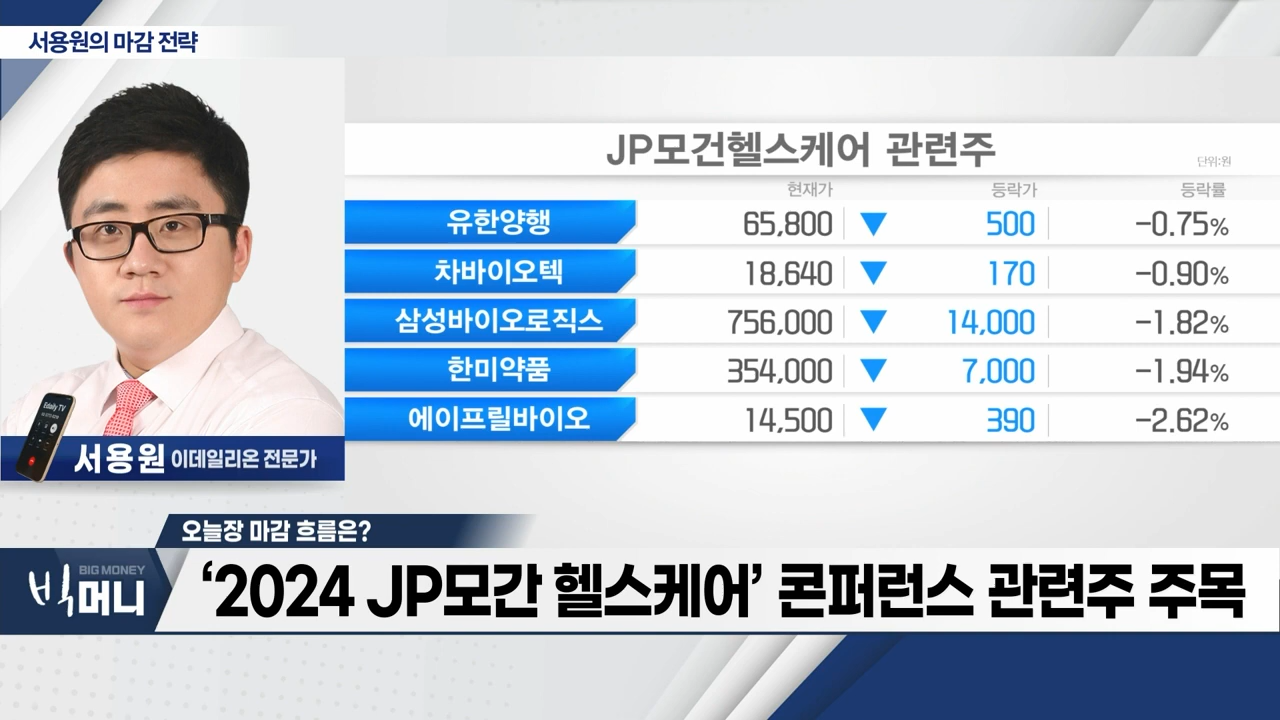 서용원의 마감 전략
JP모건헬스케어 관련주
단위:원
현재가 등락가 등락률
유한양행 65,800 ▼ 500 -0.75%
차바이오텍 18,640 ▼ 170 -0.90%
삼성바이오로직스 756,000 ▼ 14,000 -1.82%
한미약품 354,000 ▼ 7,000 -1.94%
에이프릴바이오 14,500 ▼ 390 -2.62%
Edaily TV
서용원 이데일리온 전문가
오늘장 마감 흐름은?
BIG MONEY
빅머니
‘2024 JP모간 헬스케어’ 콘퍼런스 관련주 주목